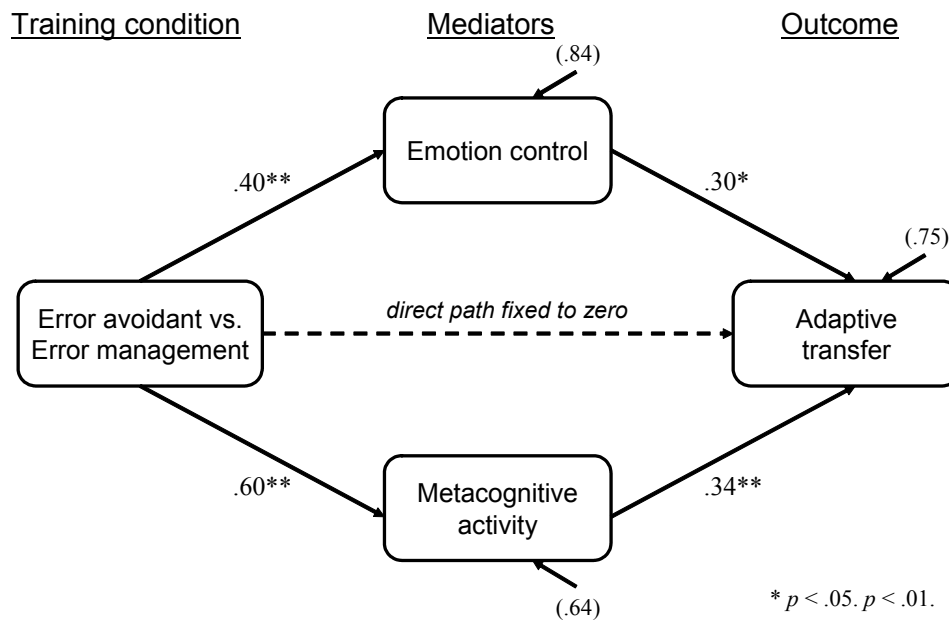 Training condition
Mediators
Outcome
(.84)
Emotion control
.40**
.30*
(.75)
Error avoidant vs.
Error management
direct path fixed to zero
Adaptive
transfer
.60**
Metacognitive
activity
.34**
(.64)
* p < .05. p < .01.